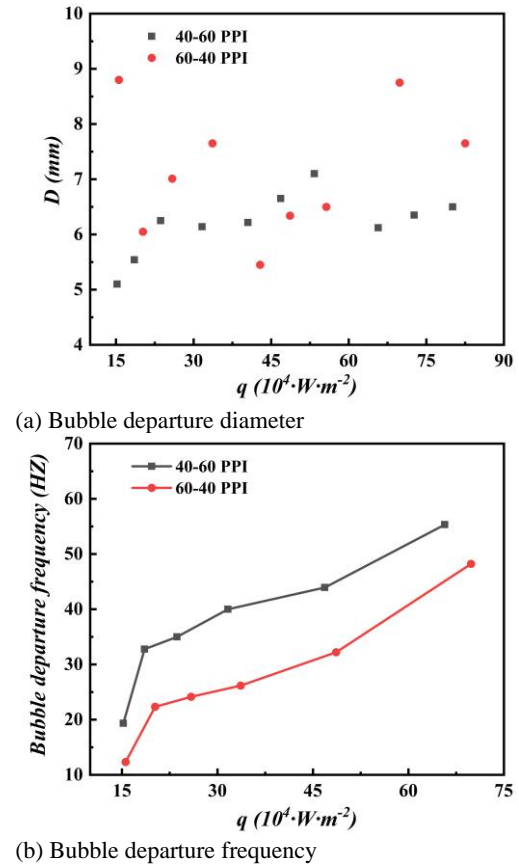 10
9
8
7
6
5
4
D (mm)
40-60 PPI
60-40 PPI
15 30 45 60 75 90
q (10⁴·W·m⁻²)
(a) Bubble departure diameter
70
60
50
40
30
20
10
Bubble departure frequency (HZ)
40-60 PPI
60-40 PPI
15 30 45 60 75
q (10⁴·W·m⁻²)
(b) Bubble departure frequency